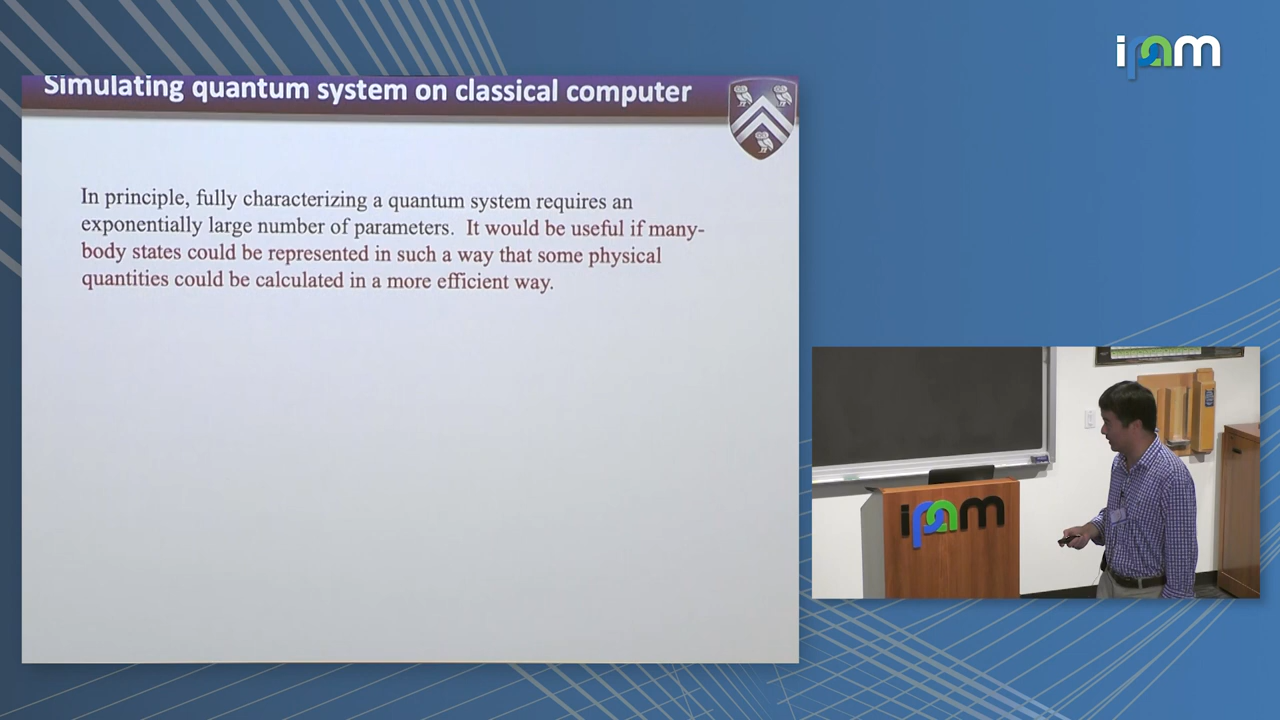 ipam
Simulating quantum system on classical computer
In principle, fully characterizing a quantum system requires an
exponentially large number of parameters. It would be useful if many-
body states could be represented in such a way that some physical
quantities could be calculated in a more efficient way.
ipam